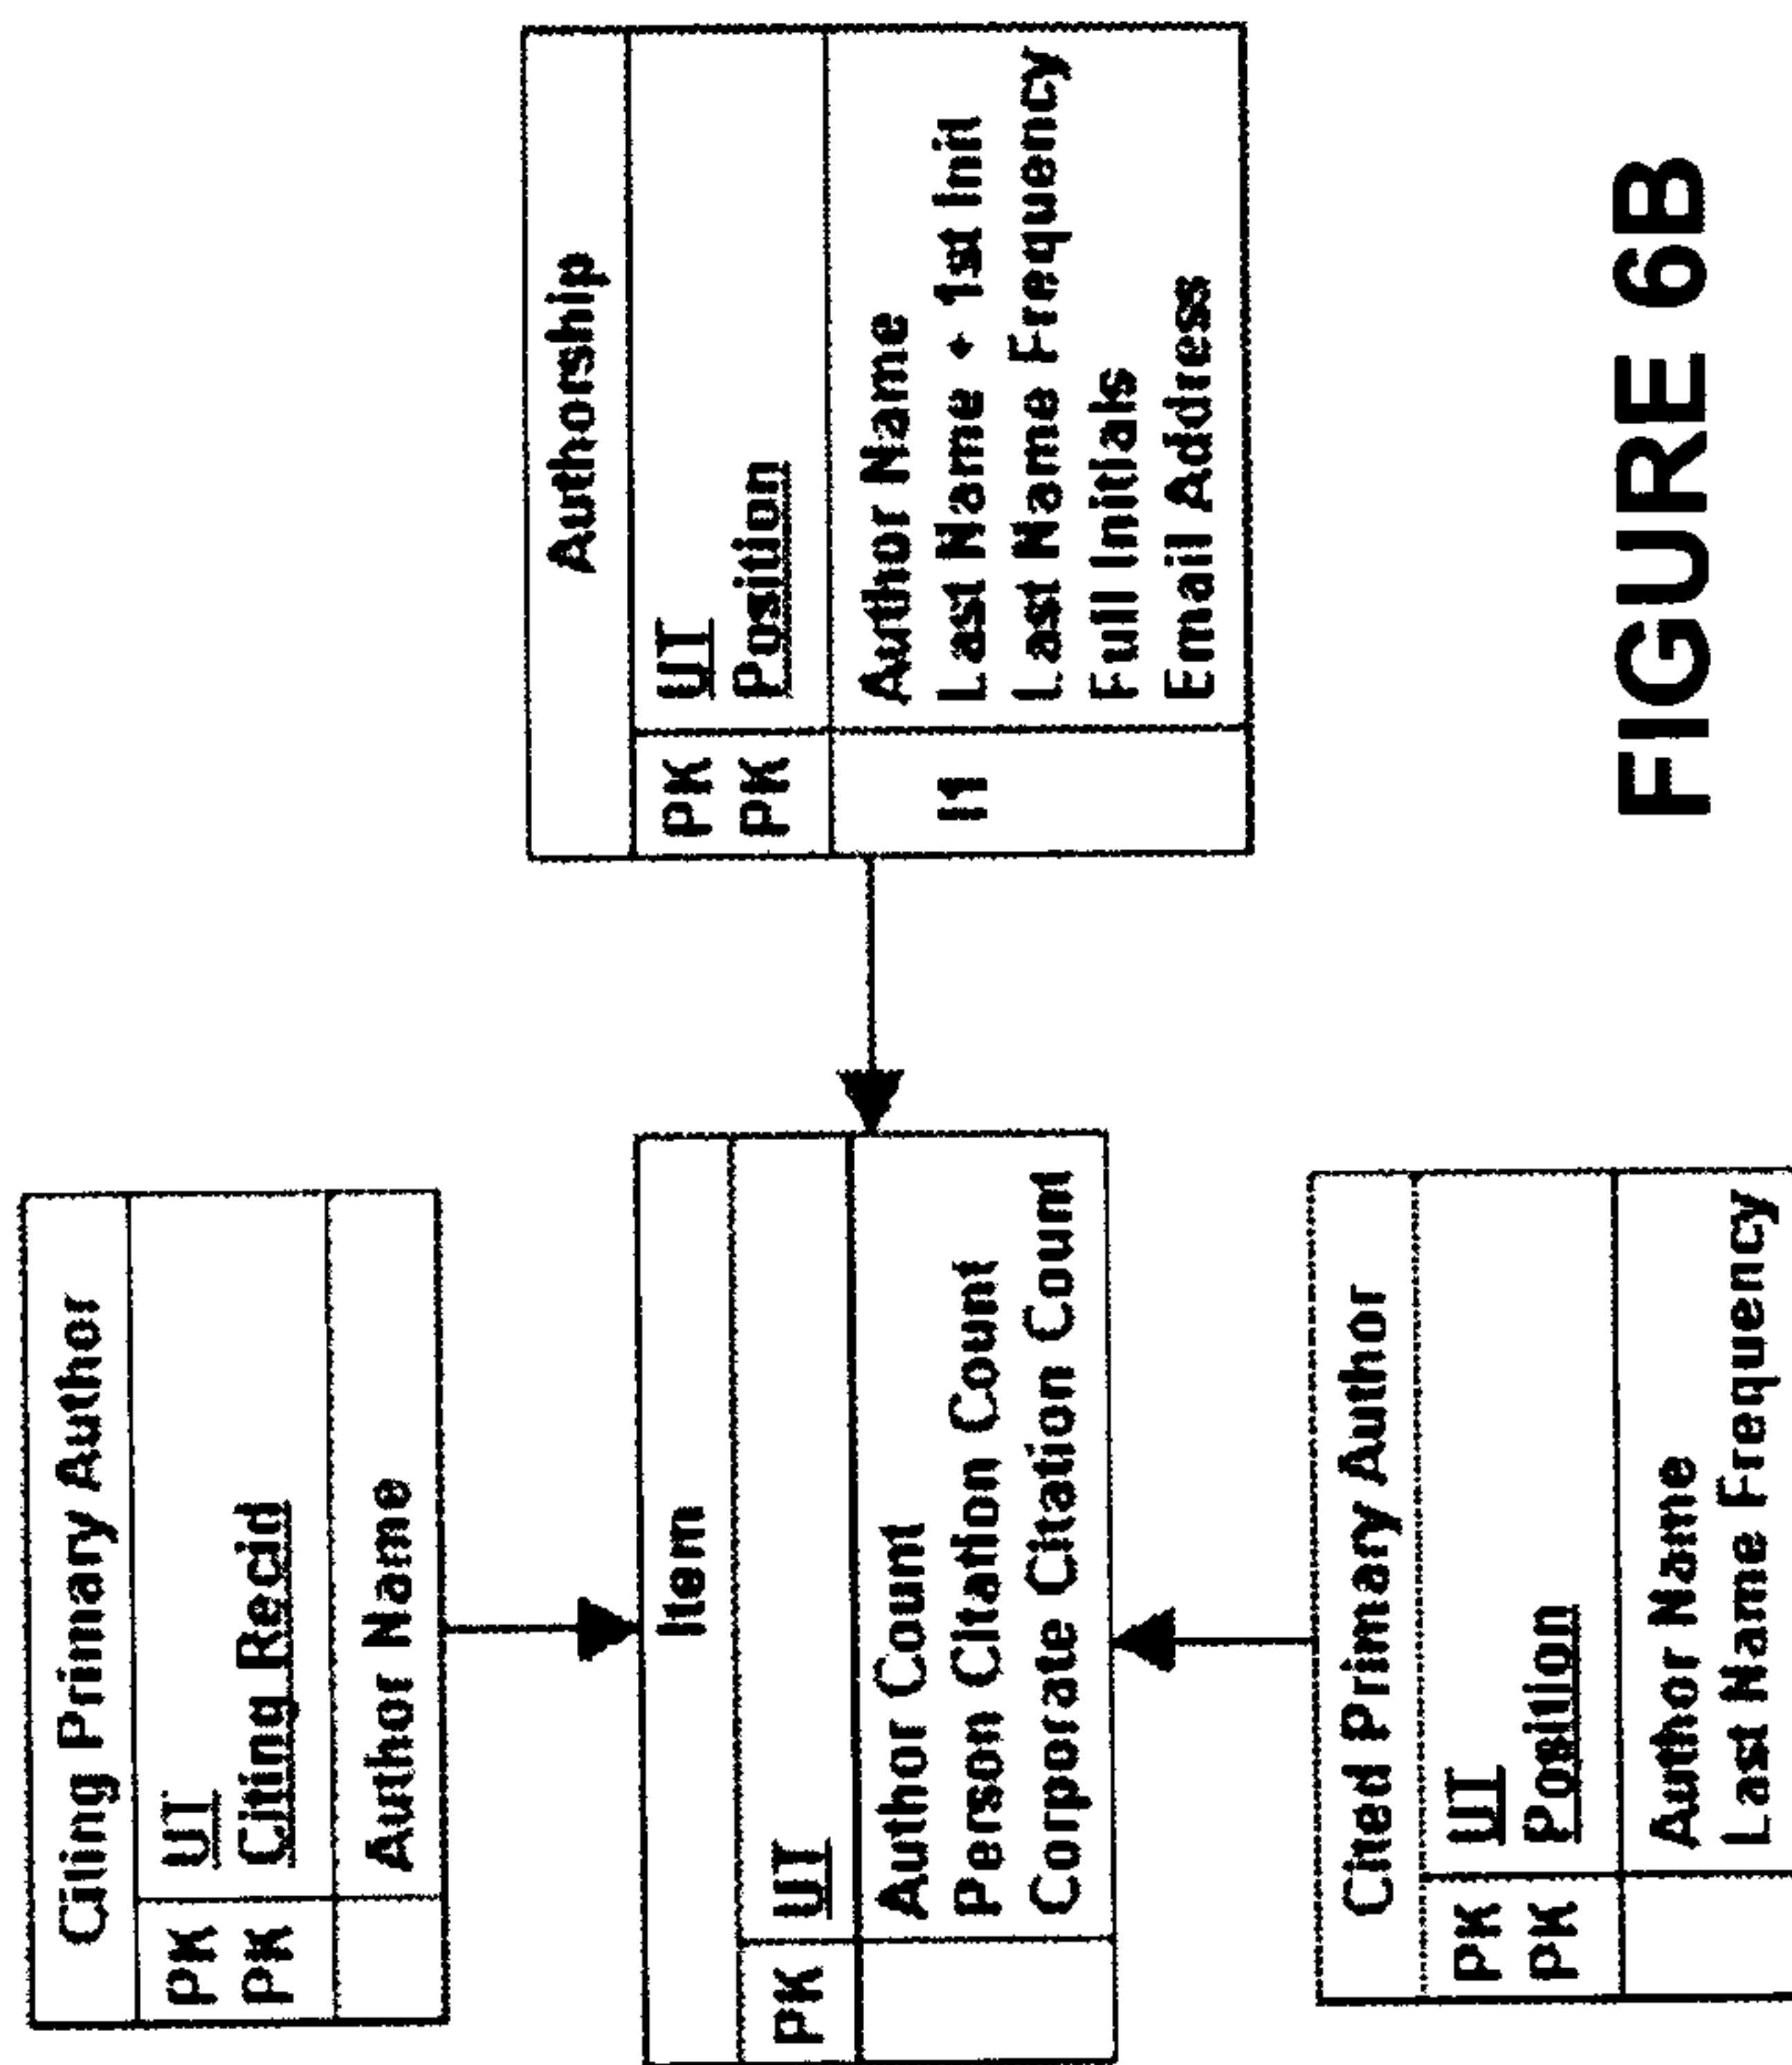 Citing Primary Author
PK UT
PK Citing Recid
Author Name
Item
PK UT
Author Count
Person Citation Count
Corporate Citation Count
Cited Primary Author
PK UT
PK Position
Author Name
Last Name Frequency
Authorship
PK UT
PK Position
Author Name
I1 Last Name + 1st Init
Last Name Frequency
Full Initials
Email Address
FIGURE 6B